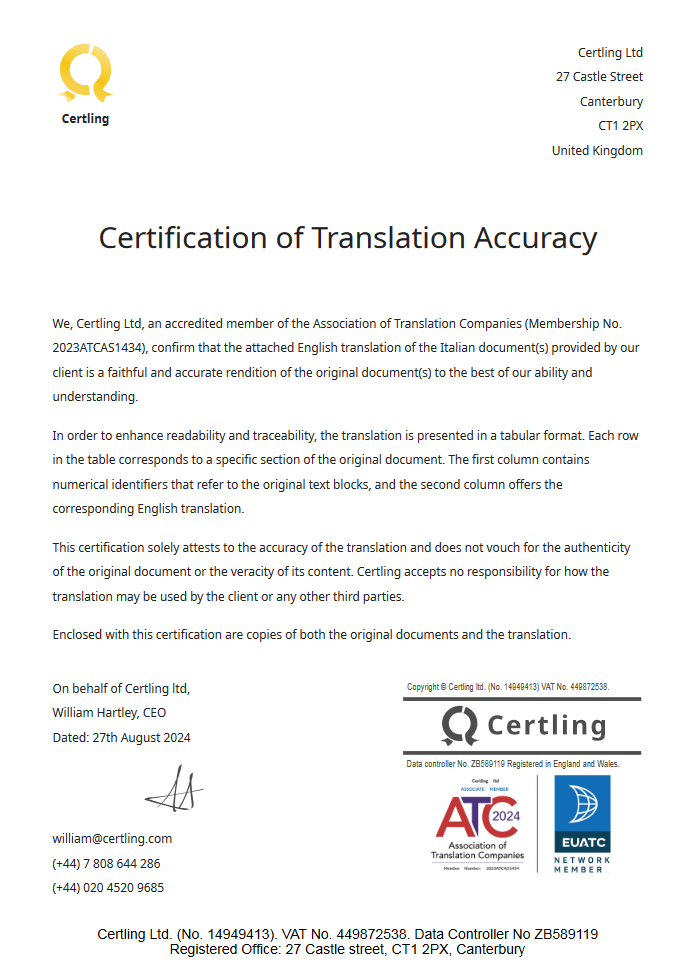 Certling
Certling Ltd
27 Castle Street
Canterbury
CT1 2PX
United Kingdom
Certification of Translation Accuracy
We, Certling Ltd, an accredited member of the Association of Translation Companies (Membership No.
2023ATCAS1434), confirm that the attached English translation of the Italian document(s) provided by our
client is a faithful and accurate rendition of the original document(s) to the best of our ability and
understanding.
In order to enhance readability and traceability, the translation is presented in a tabular format. Each row
in the table corresponds to a specific section of the original document. The first column contains
numerical identifiers that refer to the original text blocks, and the second column offers the
corresponding English translation.
This certification solely attests to the accuracy of the translation and does not vouch for the authenticity
of the original document or the veracity of its content. Certling accepts no responsibility for how the
translation may be used by the client or any other third parties.
Enclosed with this certification are copies of both the original documents and the translation.
On behalf of Certling ltd,
William Hartley, CEO
Dated: 27th August 2024
william@certling.com
(+44) 7 808 644 286
(+44) 020 4520 9685
Copyright © Certling ltd. (No. 14949413) VAT No. 449872538.
Certling
Data controller No. ZB589119 Registered in England and Wales.
Certling ltd
ASSOCIATE MEMBER
ATC 2024
Association of
Translation Companies
Member Number: 2023ATCAS1434
EUATC
NETWORK
MEMBER
Certling Ltd. (No. 14949413). VAT No. 449872538. Data Controller No ZB589119
Registered Office: 27 Castle street, CT1 2PX, Canterbury